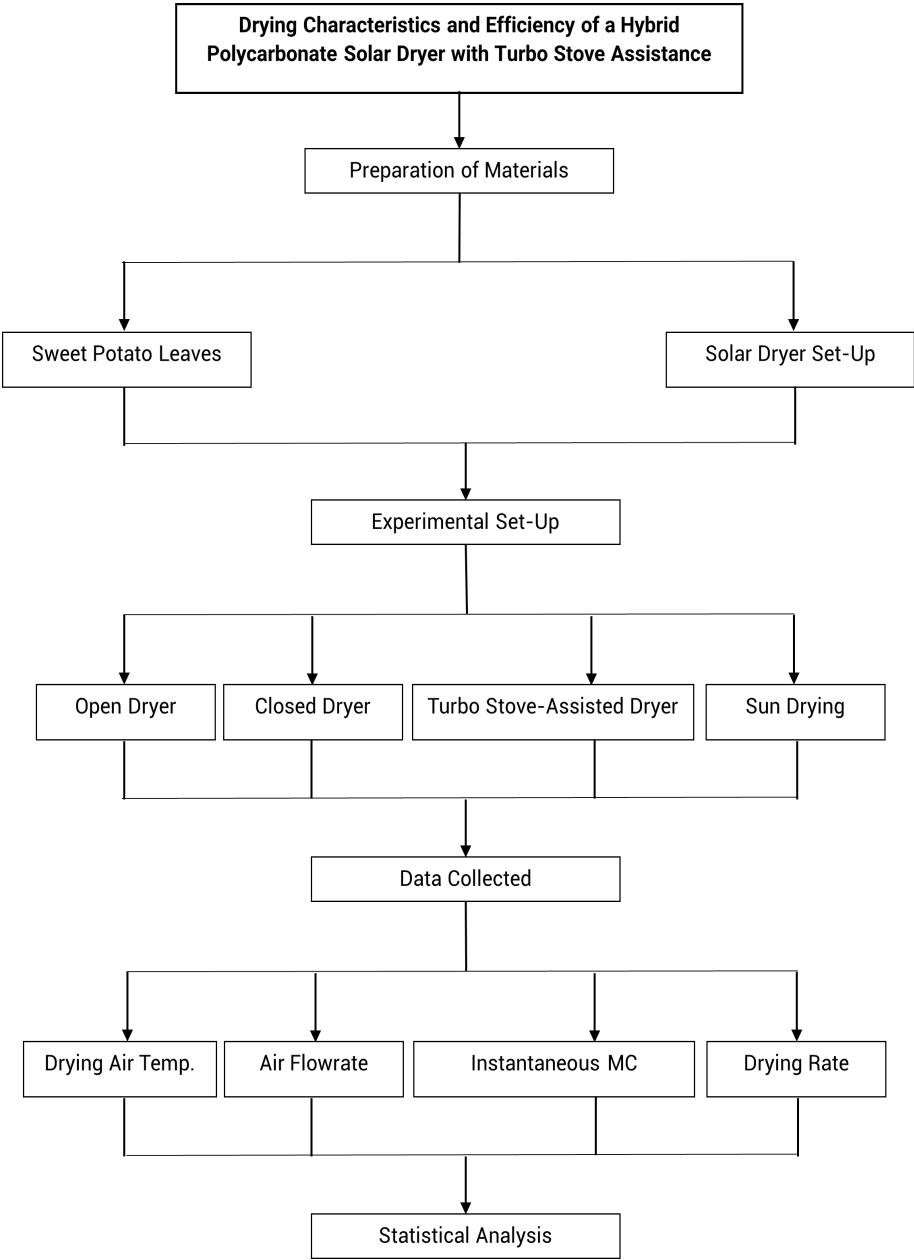 Drying Characteristics and Efficiency of a Hybrid
Polycarbonate Solar Dryer with Turbo Stove Assistance
Preparation of Materials
Sweet Potato Leaves
Solar Dryer Set-Up
Experimental Set-Up
Open Dryer
Closed Dryer
Turbo Stove-Assisted Dryer
Sun Drying
Data Collected
Drying Air Temp.
Air Flowrate
Instantaneous MC
Drying Rate
Statistical Analysis